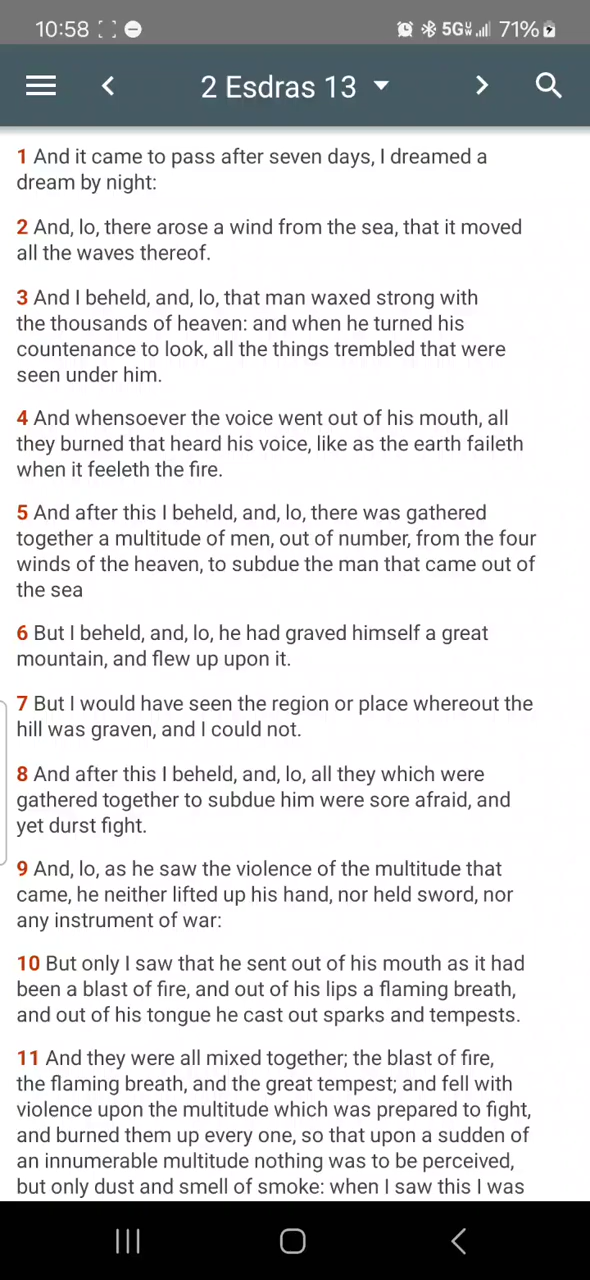 10:58
5G 71%
2 Esdras 13
1 And it came to pass after seven days, I dreamed a
dream by night:
2 And, lo, there arose a wind from the sea, that it moved
all the waves thereof.
3 And I beheld, and, lo, that man waxed strong with
the thousands of heaven: and when he turned his
countenance to look, all the things trembled that were
seen under him.
4 And whensoever the voice went out of his mouth, all
they burned that heard his voice, like as the earth faileth
when it feeleth the fire.
5 And after this I beheld, and, lo, there was gathered
together a multitude of men, out of number, from the four
winds of the heaven, to subdue the man that came out of
the sea
6 But I beheld, and, lo, he had graved himself a great
mountain, and flew up upon it.
7 But I would have seen the region or place whereout the
hill was graven, and I could not.
8 And after this I beheld, and, lo, all they which were
gathered together to subdue him were sore afraid, and
yet durst fight.
9 And, lo, as he saw the violence of the multitude that
came, he neither lifted up his hand, nor held sword, nor
any instrument of war:
10 But only I saw that he sent out of his mouth as it had
been a blast of fire, and out of his lips a flaming breath,
and out of his tongue he cast out sparks and tempests.
11 And they were all mixed together; the blast of fire,
the flaming breath, and the great tempest; and fell with
violence upon the multitude which was prepared to fight,
and burned them up every one, so that upon a sudden of
an innumerable multitude nothing was to be perceived,
but only dust and smell of smoke: when I saw this I was